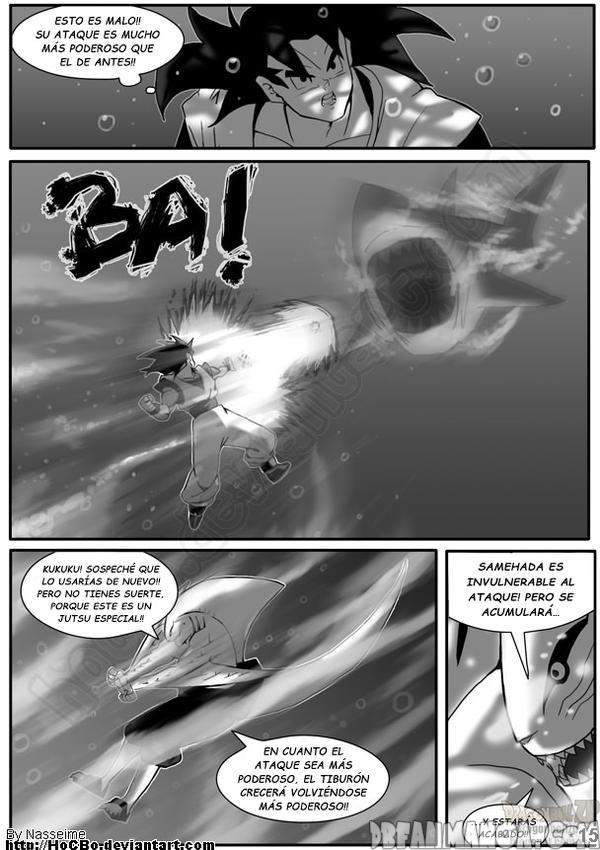 ESTO ES MALO!!
SU ATAQUE ES MUCHO
MÁS PODEROSO QUE
EL DE ANTES!!
BA!
KUKUKU! SOSPECHÉ QUE
LO USARÍAS DE NUEVO!!
PERO NO TIENES SUERTE,
PORQUE ESTE ES UN
JUTSU ESPECIAL!!
EN CUANTO EL
ATAQUE SEA MÁS
PODEROSO, EL TIBURÓN
CRECERÁ VOLVIÉNDOSE
MÁS PODEROSO!!
SAMEHADA ES
INVULNERABLE AL
ATAQUE! PERO SE
ACUMULARÁ...
Y ESTARÁS
ACABADO!!
By Nasseime
http://HocBo.deviantart.com
15